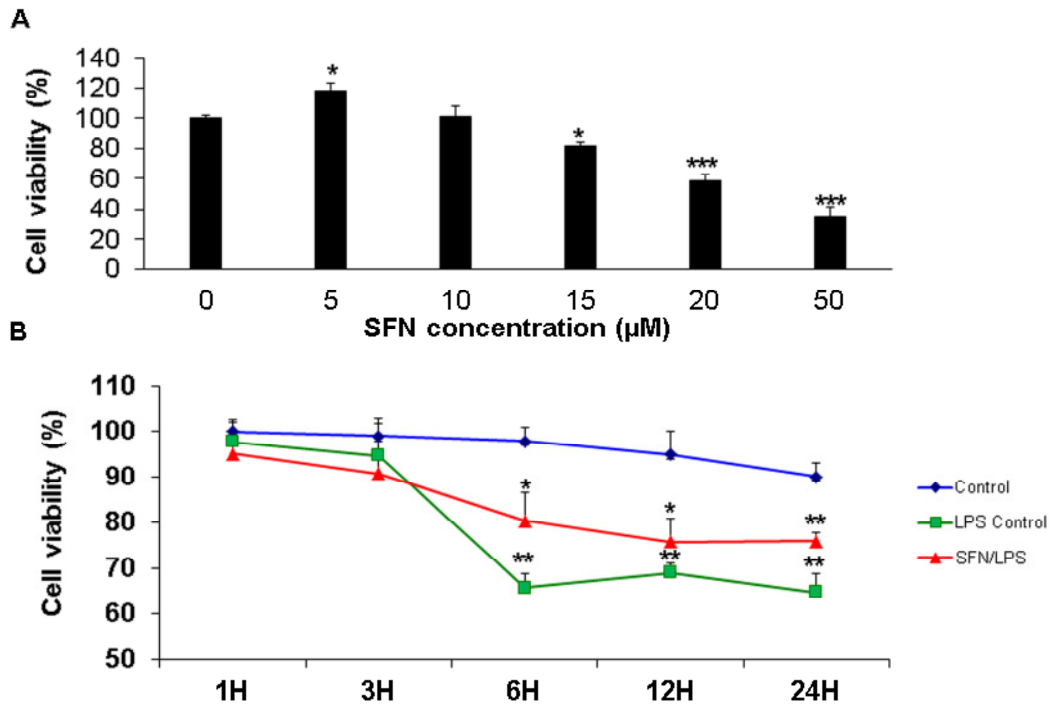 A
Cell viability (%)
140
120
100
80
60
40
20
0
*
*
***
***
0 5 10 15 20 50
SFN concentration (µM)
B
Cell viability (%)
110
100
90
80
70
60
50
*
*
**
**
**
**
1H 3H 6H 12H 24H
Control
LPS Control
SFN/LPS